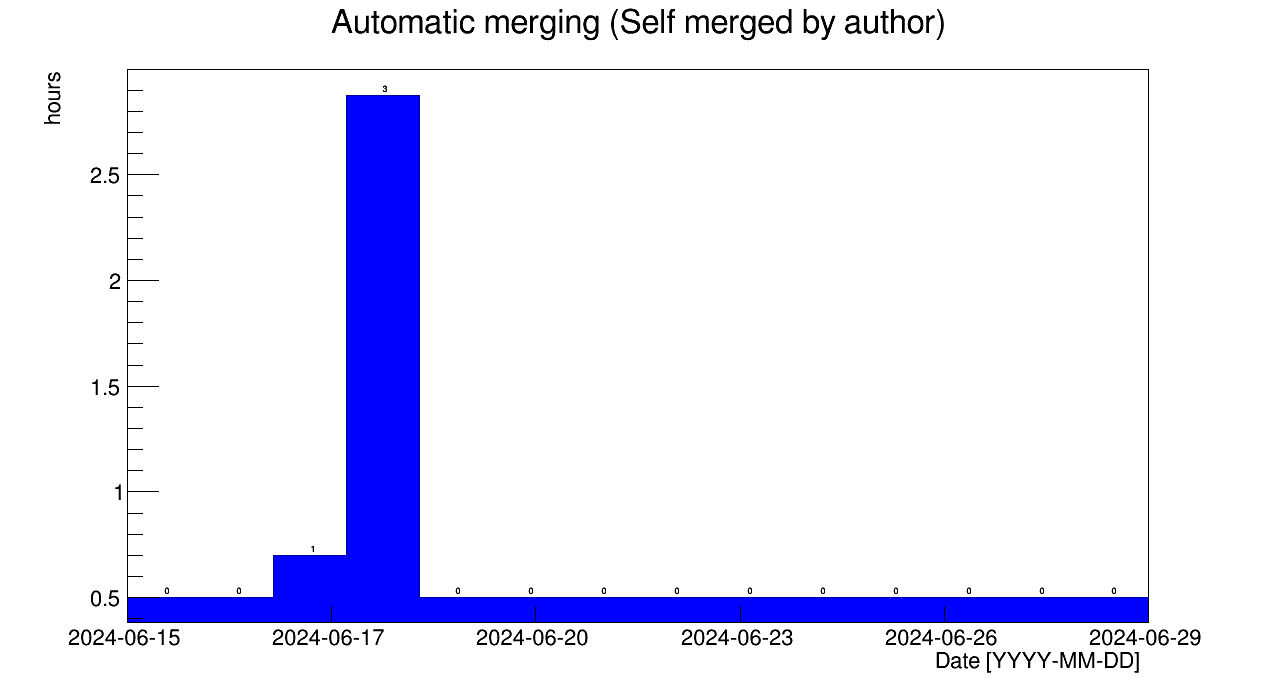 Automatic merging (Self merged by author)
hours
3
2.5
2
1.5
1
1
0 0 0 0 0 0 0 0 0 0 0 0
0.5
2024-06-15 2024-06-17 2024-06-20 2024-06-23 2024-06-26 2024-06-29
Date [YYYY-MM-DD]